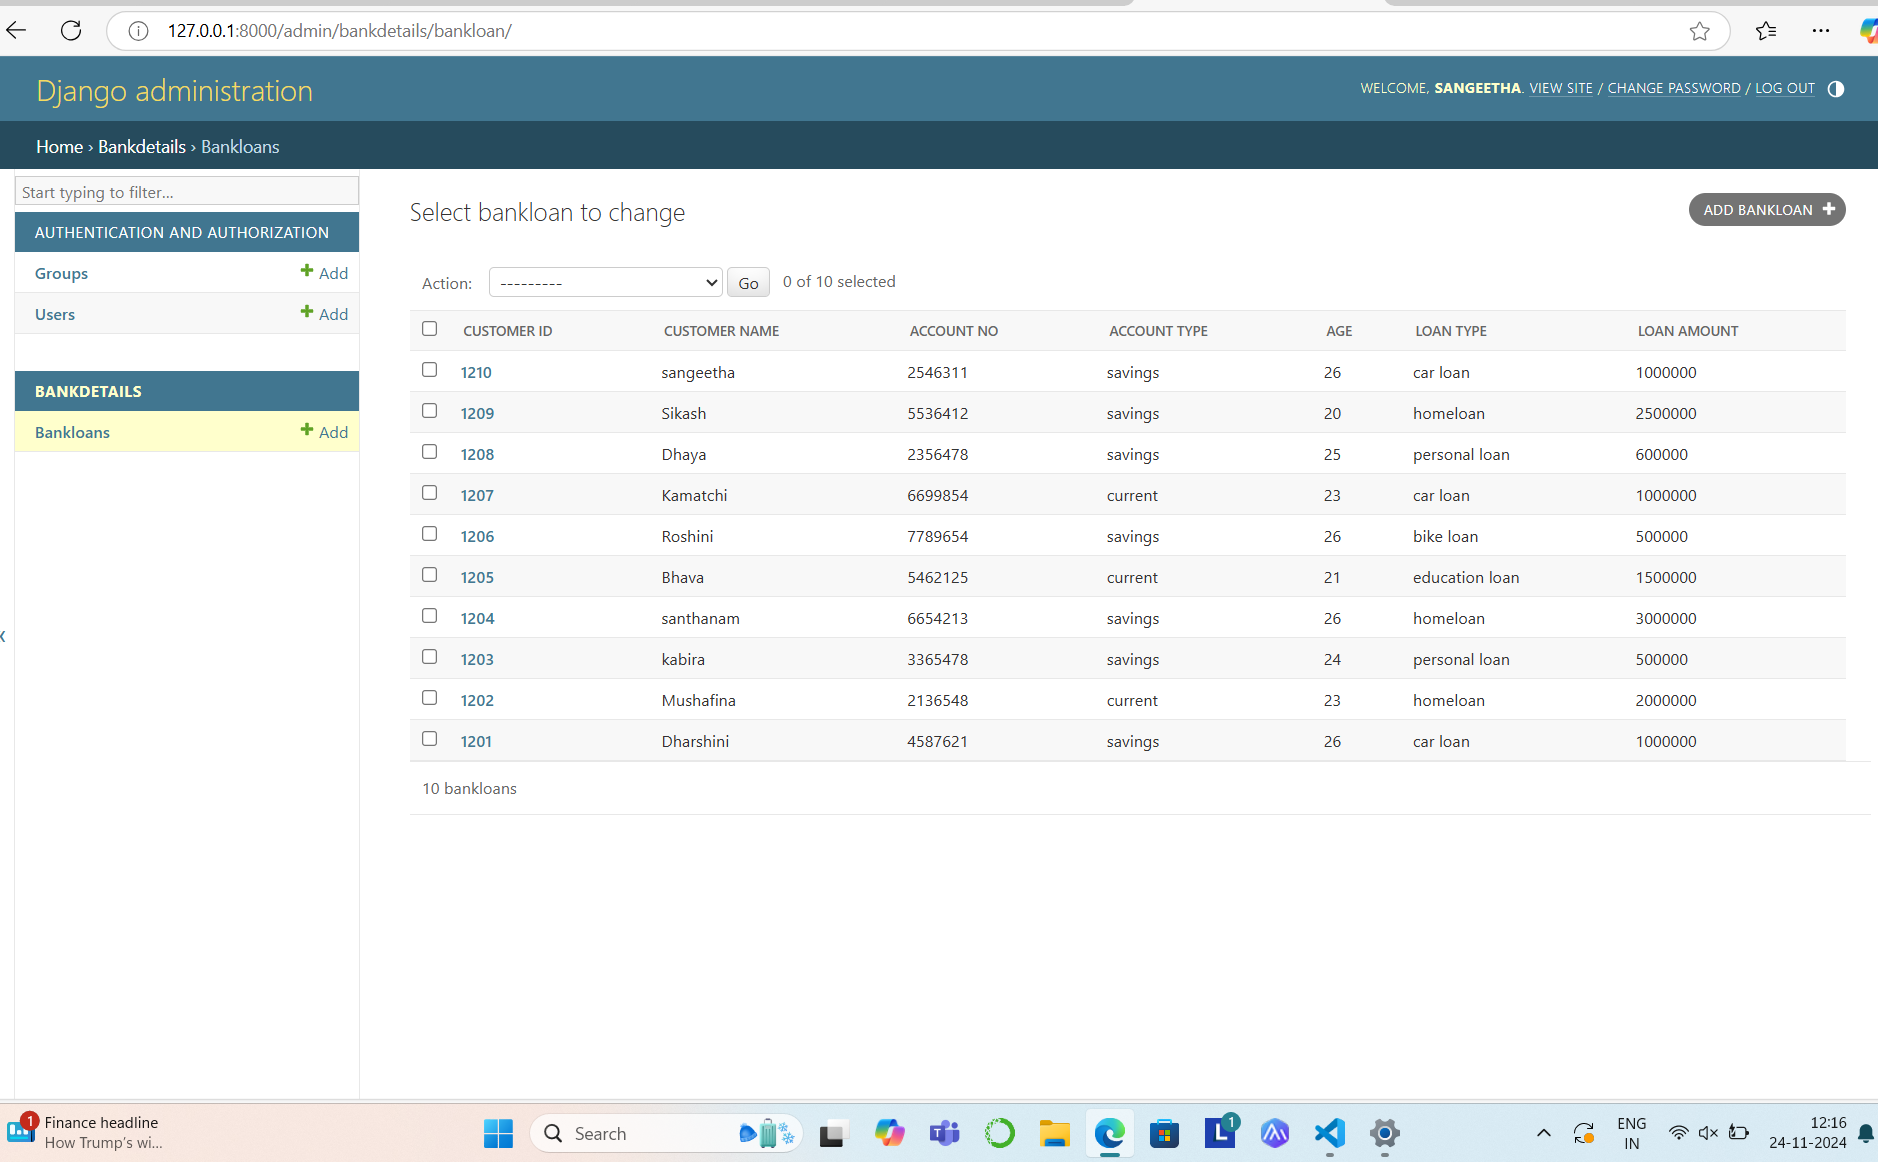 127.0.0.1:8000/admin/bankdetails/bankloan/
Django administration
WELCOME, SANGEETHA. VIEW SITE / CHANGE PASSWORD / LOG OUT
Home › Bankdetails › Bankloans
Start typing to filter...
AUTHENTICATION AND AUTHORIZATION
Groups + Add
Users + Add
BANKDETAILS
Bankloans + Add
Select bankloan to change
ADD BANKLOAN +
Action: --------- Go 0 of 10 selected
CUSTOMER ID CUSTOMER NAME ACCOUNT NO ACCOUNT TYPE AGE LOAN TYPE LOAN AMOUNT
1210 sangeetha 2546311 savings 26 car loan 1000000
1209 Sikash 5536412 savings 20 homeloan 2500000
1208 Dhaya 2356478 savings 25 personal loan 600000
1207 Kamatchi 6699854 current 23 car loan 1000000
1206 Roshini 7789654 savings 26 bike loan 500000
1205 Bhava 5462125 current 21 education loan 1500000
1204 santhanam 6654213 savings 26 homeloan 3000000
1203 kabira 3365478 savings 24 personal loan 500000
1202 Mushafina 2136548 current 23 homeloan 2000000
1201 Dharshini 4587621 savings 26 car loan 1000000
10 bankloans
1
Finance headline
How Trump's wi...
Search
1
ENG
IN
12:16
24-11-2024